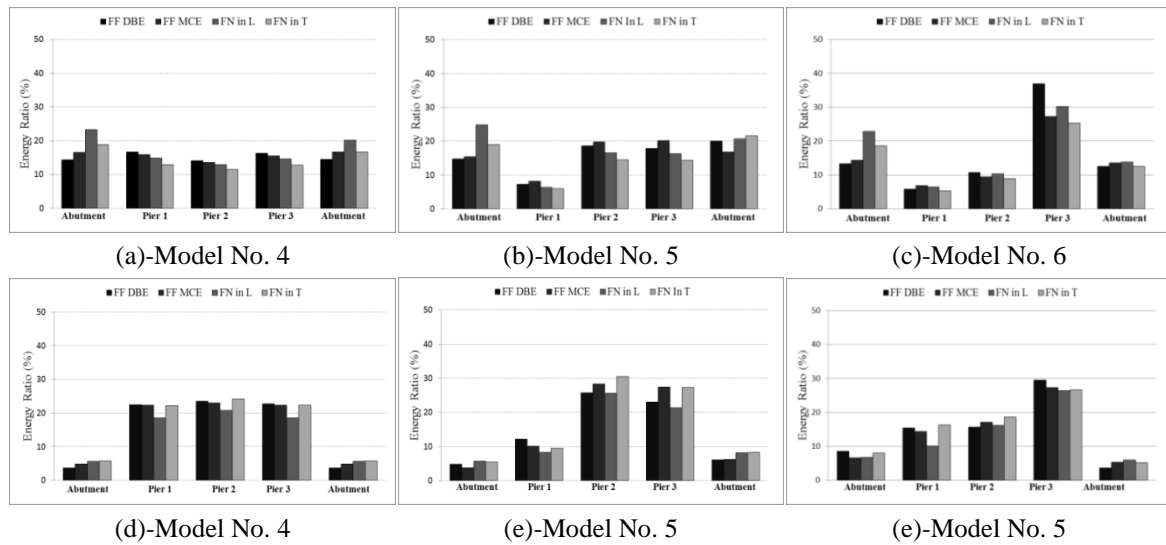 FF DBE FF MCE FN in L FN in T
Energy Ratio (%)
50
40
30
20
10
0
Abutment Pier 1 Pier 2 Pier 3 Abutment
(a)-Model No. 4
FF DBE FF MCE FN In L FN in T
Energy Ratio (%)
50
40
30
20
10
0
Abutment Pier 1 Pier 2 Pier 3 Abutment
(b)-Model No. 5
FF DBE FF MCE FN in L FN in T
Energy Ratio (%)
50
40
30
20
10
0
Abutment Pier 1 Pier 2 Pier 3 Abutment
(c)-Model No. 6
FF DBE FF MCE FN in L FN in T
Energy Ratio (%)
50
40
30
20
10
0
Abutment Pier 1 Pier 2 Pier 3 Abutment
(d)-Model No. 4
FF DBE FF MCE FN in L FN In T
Energy Ratio (%)
50
40
30
20
10
0
Abutment Pier 1 Pier 2 Pier 3 Abutment
(e)-Model No. 5
FF DBE FF MCE FN in L FN in T
Energy Ratio (%)
50
40
30
20
10
0
Abutment Pier 1 Pier 2 Pier 3 Abutment
(e)-Model No. 5